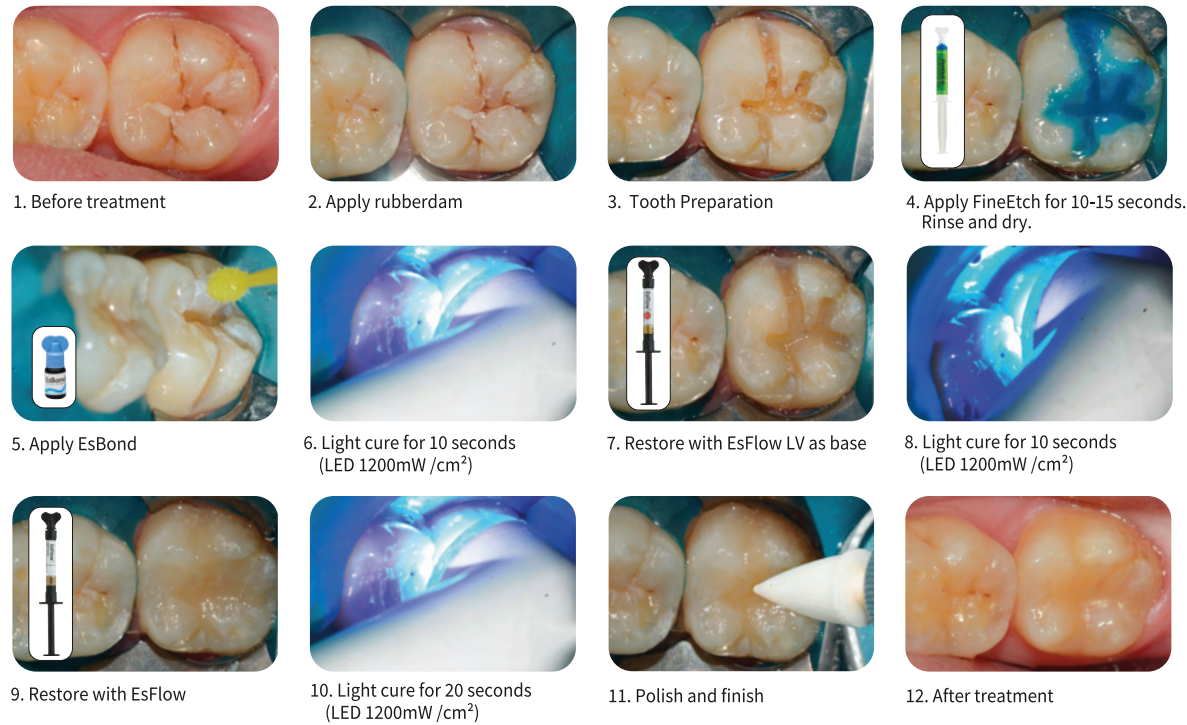 1. Before treatment
2. Apply rubberdam
3. Tooth Preparation
4. Apply FineEtch for 10-15 seconds.
Rinse and dry.
EsBond
5. Apply EsBond
6. Light cure for 10 seconds
(LED 1200mW /cm²)
EsFlow
7. Restore with EsFlow LV as base
8. Light cure for 10 seconds
(LED 1200mW /cm²)
EsFlow
9. Restore with EsFlow
10. Light cure for 20 seconds
(LED 1200mW /cm²)
11. Polish and finish
12. After treatment